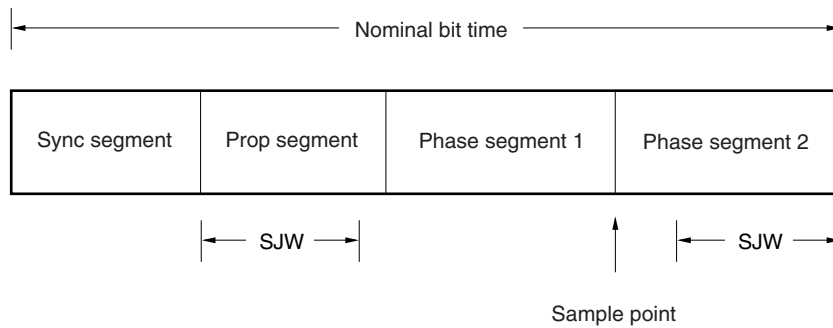 Nominal bit time
Sync segment
Prop segment
Phase segment 1
Phase segment 2
SJW
SJW
Sample point